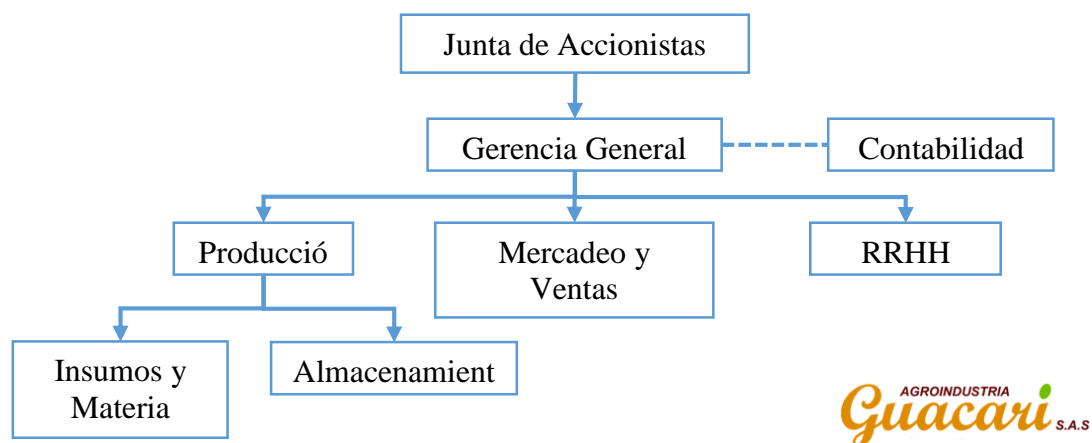 Junta de Accionistas
Gerencia General
Contabilidad
Producció
Mercadeo y
Ventas
RRHH
Insumos y
Materia
Almacenamient
AGROINDUSTRIA
Guacari S.A.S